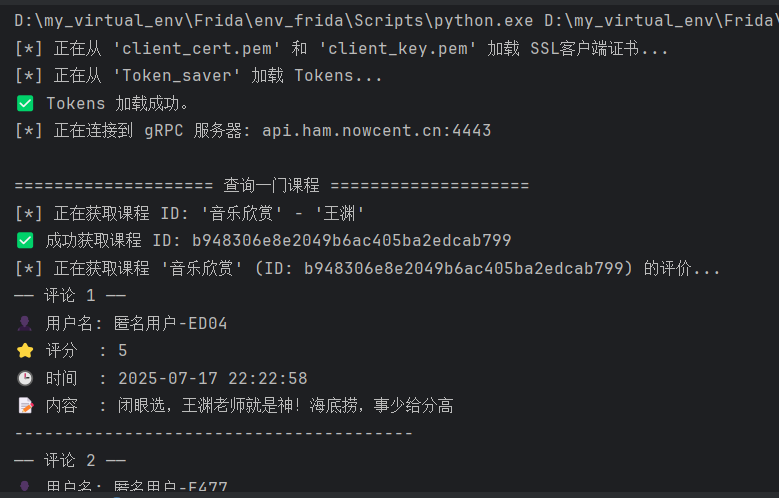 D:\my_virtual_env\Frida\env_frida\Scripts\python.exe D:\my_virtual_env\Frida\
[*] 正在从 'client_cert.pem' 和 'client_key.pem' 加载 SSL客户端证书...
[*] 正在从 'Token_saver' 加载 Tokens...
✅ Tokens 加载成功。
[*] 正在连接到 gRPC 服务器: api.ham.nowcent.cn:4443
==================== 查询一门课程 ====================
[*] 正在获取课程 ID: '音乐欣赏' - '王渊'
✅ 成功获取课程 ID: b948306e8e2049b6ac405ba2edcab799
[*] 正在获取课程 '音乐欣赏' (ID: b948306e8e2049b6ac405ba2edcab799) 的评价...
—— 评论 1 ——
👤 用户名: 匿名用户-ED04
⭐ 评分  : 5
🕒 时间  : 2025-07-17 22:22:58
📝 内容  : 闭眼选，王渊老师就是神！海底捞，事少给分高
----------------------------------------
—— 评论 2 ——
👤 用户名: 匿名用户-E477